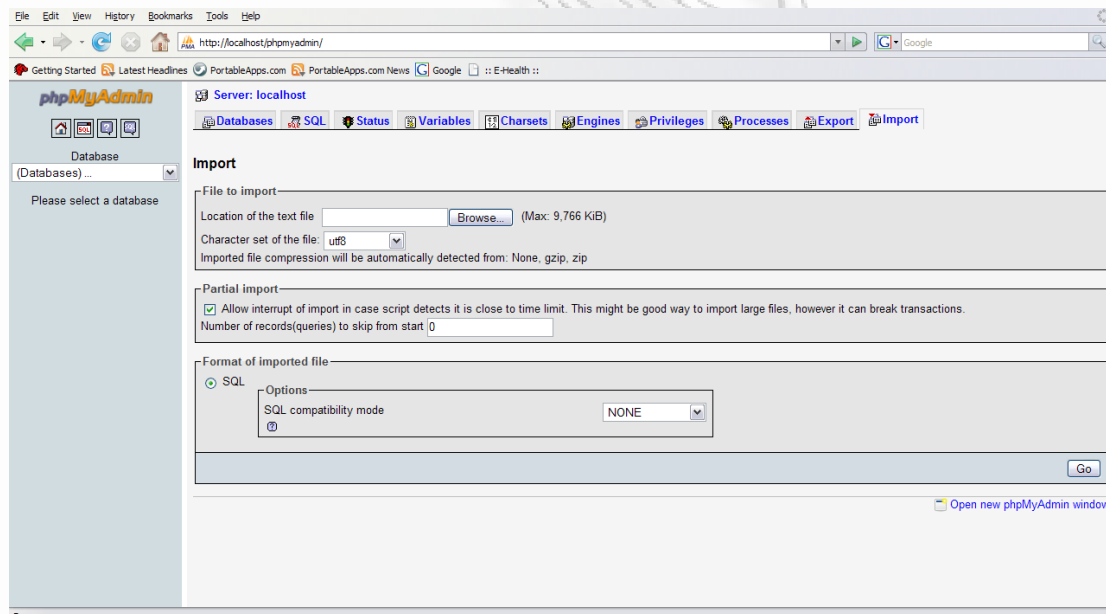 File Edit View History Bookmarks Tools Help
PMA http://localhost/phpmyadmin/ G Google
Getting Started Latest Headlines PortableApps.com PortableApps.com News Google :: E-Health ::
phpMyAdmin
SQL
Database
(Databases) ...
Please select a database
Server: localhost
Databases SQL Status Variables Charsets Engines Privileges Processes Export Import
Import
File to import
Location of the text file Browse... (Max: 9,766 KiB)
Character set of the file: utf8
Imported file compression will be automatically detected from: None, gzip, zip
Partial import
Allow interrupt of import in case script detects it is close to time limit. This might be good way to import large files, however it can break transactions.
Number of records(queries) to skip from start 0
Format of imported file
SQL
Options
SQL compatibility mode NONE
Go
Open new phpMyAdmin window